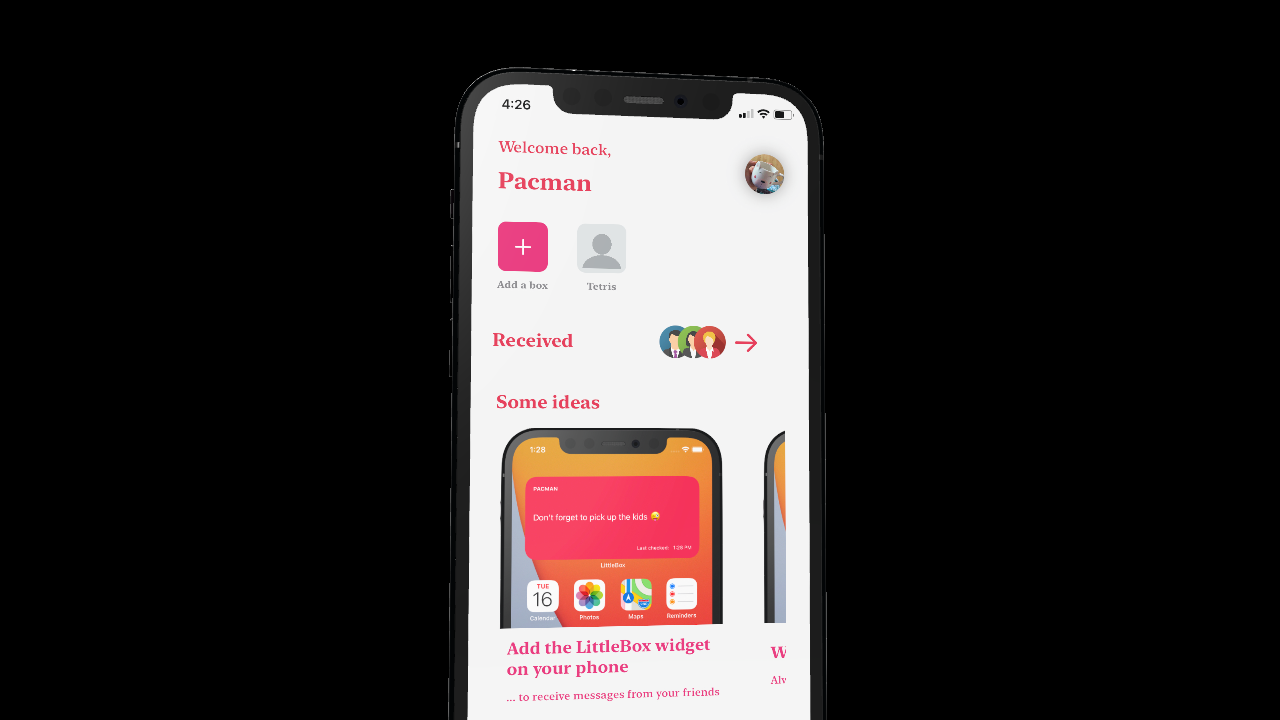 4:26
Welcome back,
Pacman
Add a box
Tetris
Received
Some ideas
1:28
PACMAN
Don't forget to pick up the kids 😜
Last checked: 1:28 PM
LittleBox
TUE
16
Calendar
Photos
Maps
Reminders
Add the LittleBox widget
on your phone
... to receive messages from your friends
W
Alv